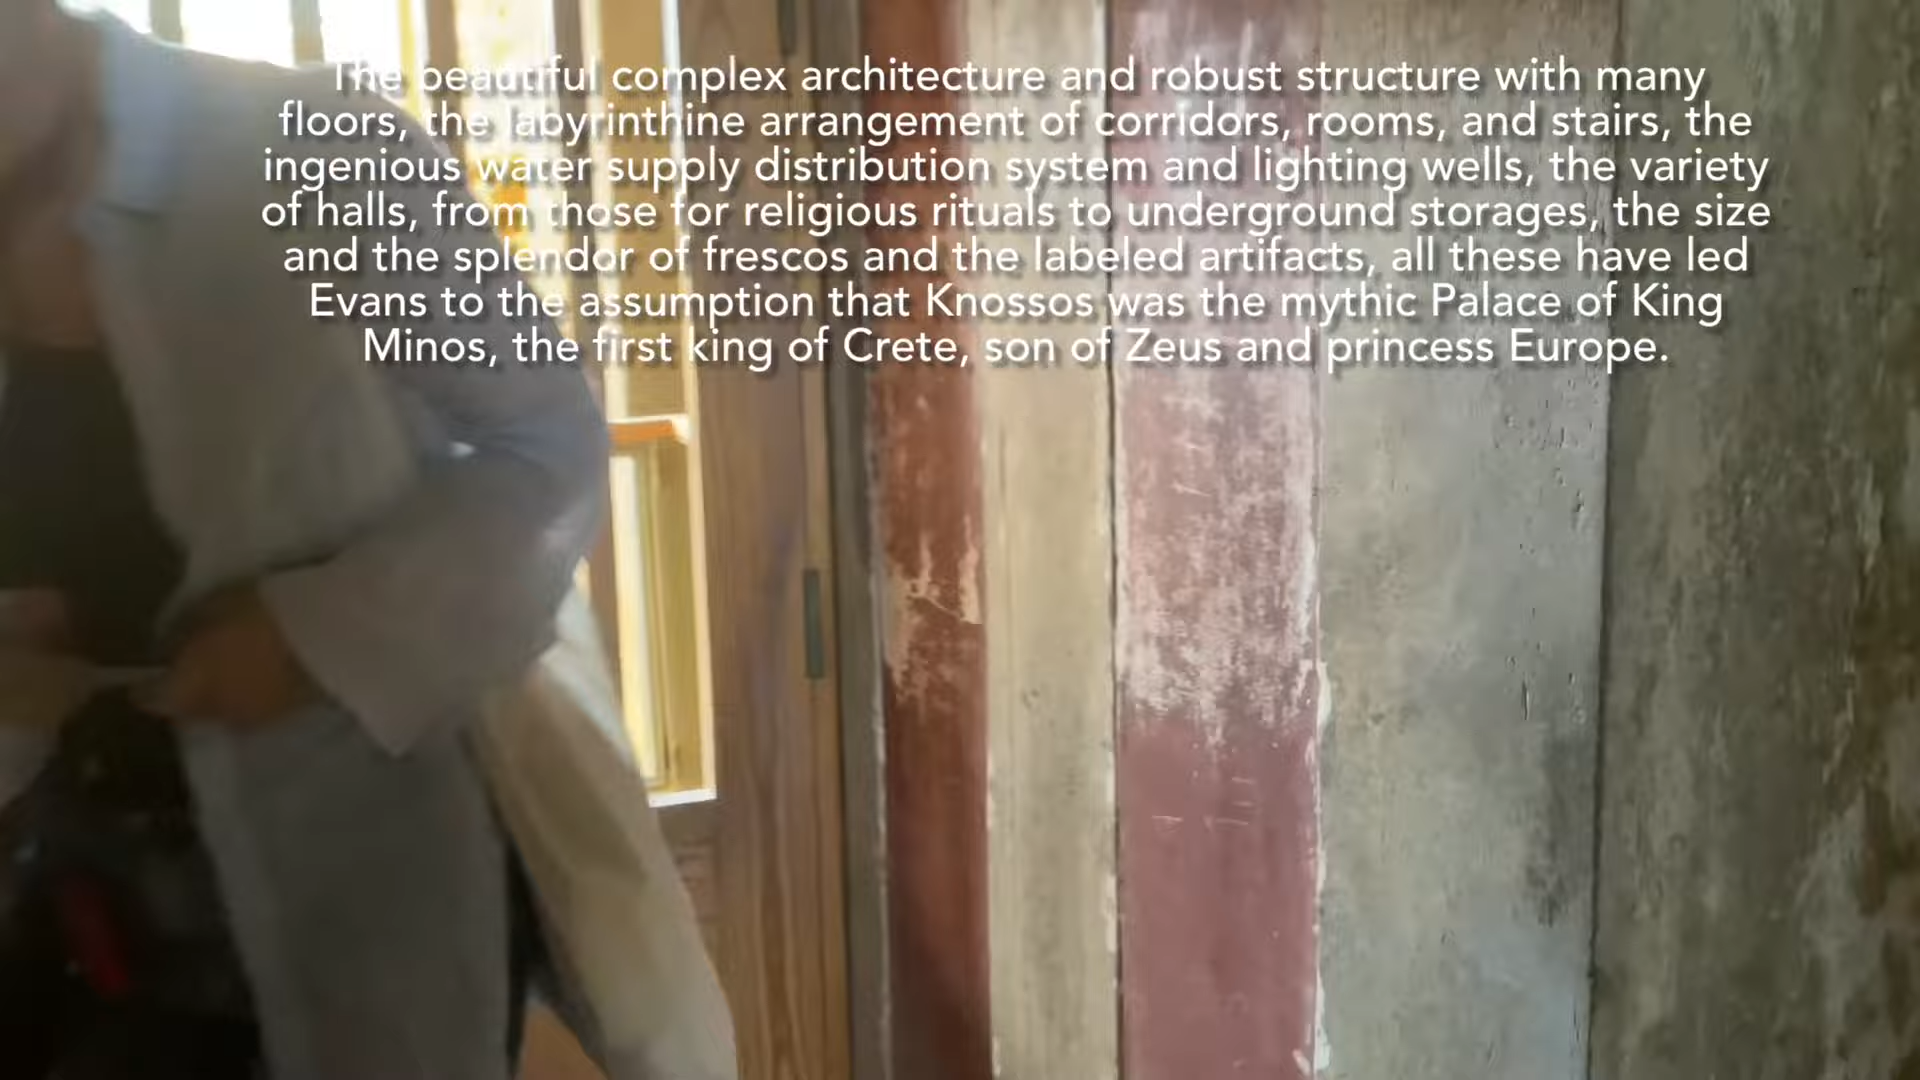 The beautiful complex architecture and robust structure with many
floors, the labyrinthine arrangement of corridors, rooms, and stairs, the
ingenious water supply distribution system and lighting wells, the variety
of halls, from those for religious rituals to underground storages, the size
and the splendor of frescos and the labeled artifacts, all these have led
Evans to the assumption that Knossos was the mythic Palace of King
Minos, the first king of Crete, son of Zeus and princess Europe.